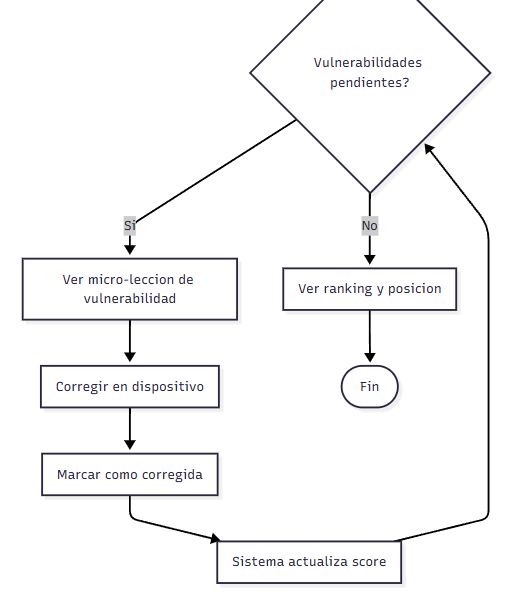 Vulnerabilidades
pendientes?
Si
No
Ver micro-leccion de
vulnerabilidad
Ver ranking y posicion
Corregir en dispositivo
Fin
Marcar como corregida
Sistema actualiza score